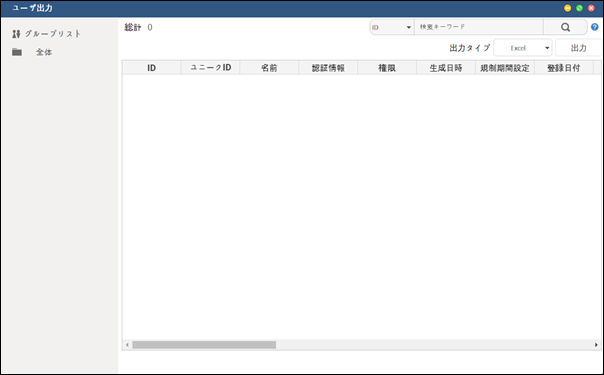 ユーザ出力
グループリスト
全体
総計 0
ID 検索キーワード
出力タイプ Excel 出力
ID ユニークID 名前 認証情報 権限 生成日時 規制期間設定 登録日付